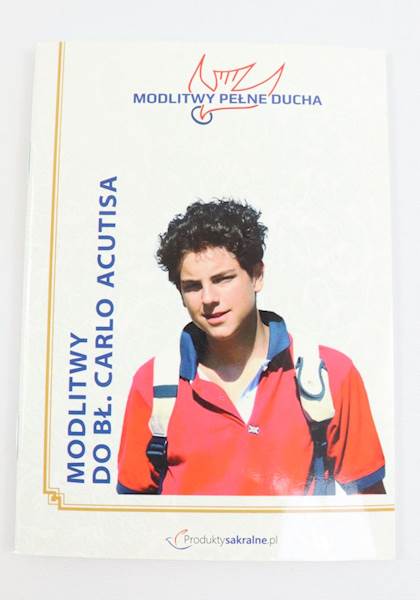 MODLITWY PEŁNE DUCHA
MODLITWY
DO BŁ. CARLO ACUTISA
Produktysakralne.pl